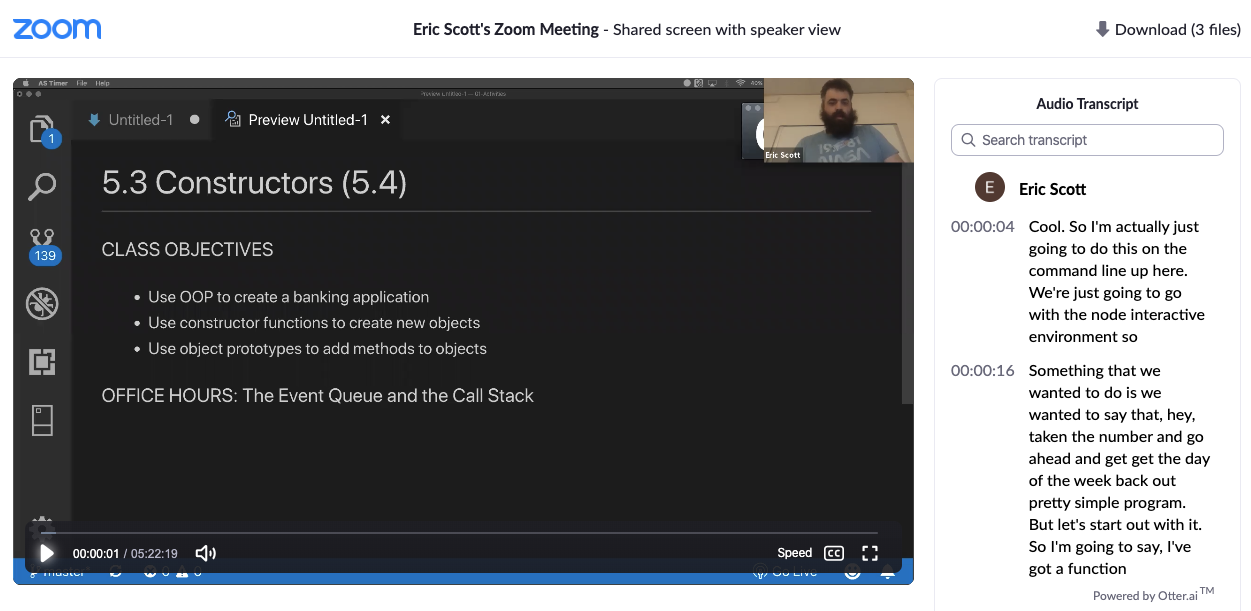 zoom
Eric Scott's Zoom Meeting - Shared screen with speaker view
Download (3 files)
AS Timer File Help
40%
Preview Untitled-1 — 01-Activities
Untitled-1
Preview Untitled-1
1
139
Eric Scott
5.3 Constructors (5.4)
CLASS OBJECTIVES
• Use OOP to create a banking application
• Use constructor functions to create new objects
• Use object prototypes to add methods to objects
OFFICE HOURS: The Event Queue and the Call Stack
00:00:01 / 05:22:19
Speed
CC
master*
0
0
Go Live
Audio Transcript
Search transcript
E
Eric Scott
00:00:04
Cool. So I'm actually just
going to do this on the
command line up here.
We're just going to go
with the node interactive
environment so
00:00:16
Something that we
wanted to do is we
wanted to say that, hey,
taken the number and go
ahead and get get the day
of the week back out
pretty simple program.
But let's start out with it.
So I'm going to say, I've
got a function
Powered by Otter.ai TM